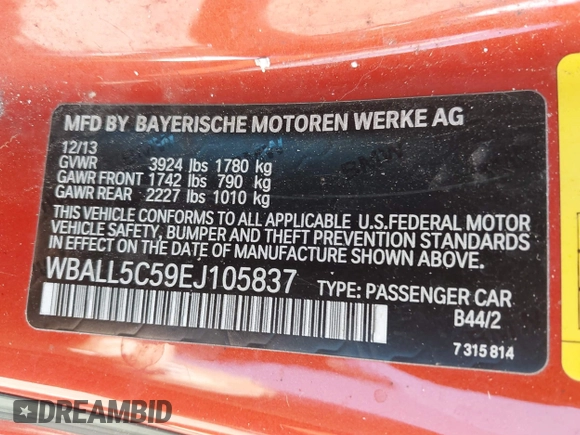 MFD BY BAYERISCHE MOTOREN WERKE AG
12/13
GVWR 3924 lbs 1780 kg
GAWR FRONT 1742 lbs 790 kg
GAWR REAR 2227 lbs 1010 kg
THIS VEHICLE CONFORMS TO ALL APPLICABLE U.S.FEDERAL MOTOR
VEHICLE SAFETY, BUMPER AND THEFT PREVENTION STANDARDS
IN EFFECT ON THE DATE OF MANUFACTURE SHOWN ABOVE.
WBALL5C59EJ105837 TYPE: PASSENGER CAR
B44/2
7 315 814
DREAMBID